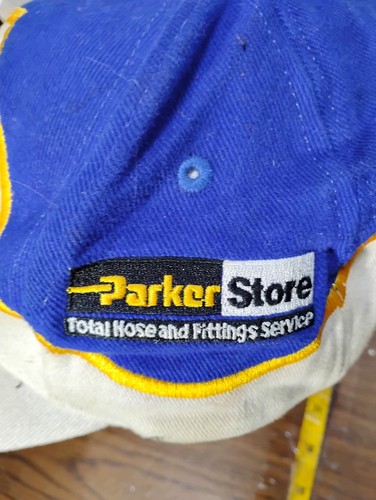 Parker Store
Total Hose and Fittings Service